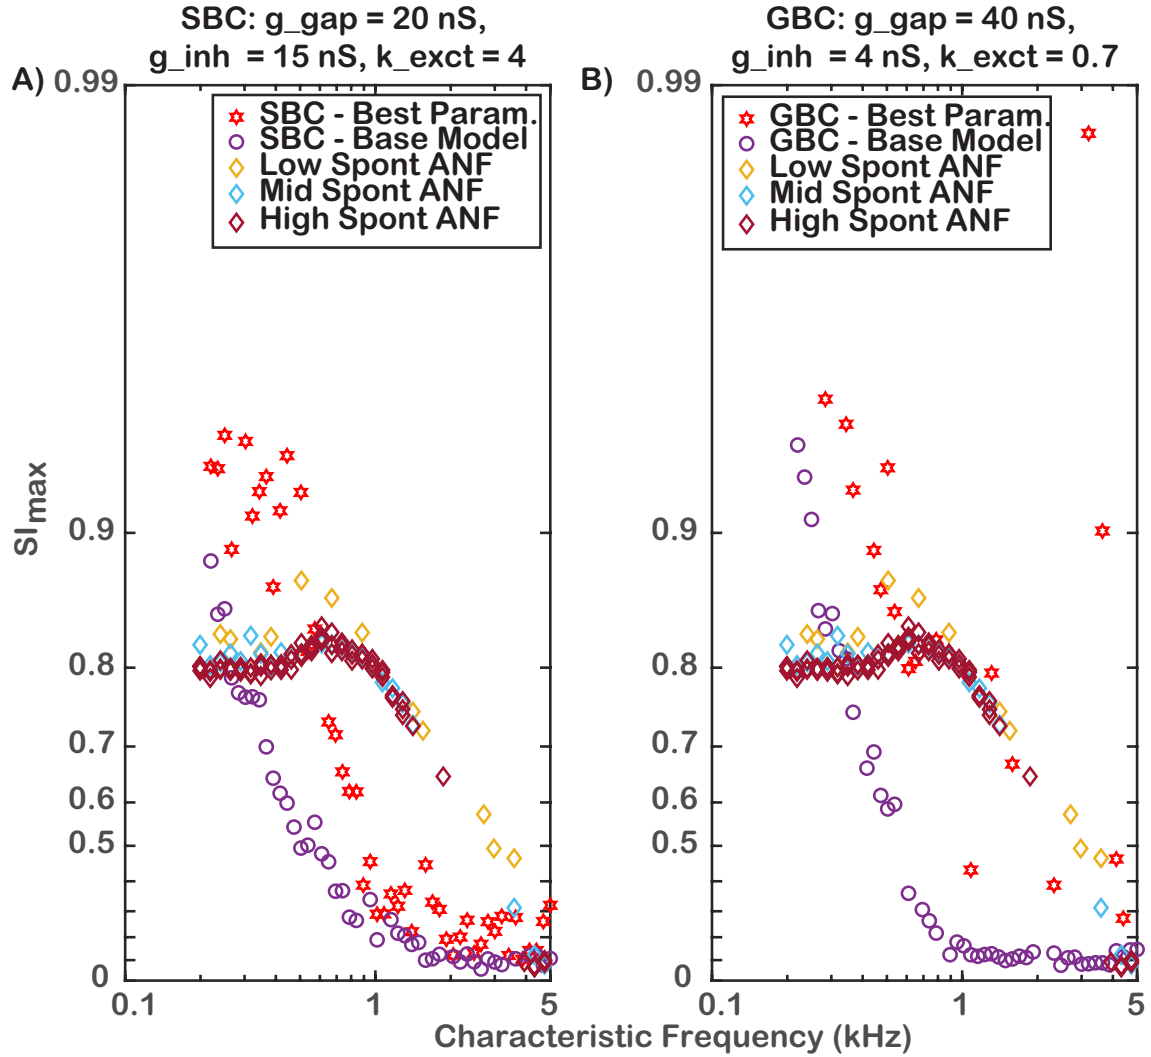 SBC: g_gap = 20 nS,
g_inh = 15 nS, k_exct = 4
GBC: g_gap = 40 nS,
g_inh = 4 nS, k_exct = 0.7
A)
0.99
SBC - Best Param.
SBC - Base Model
Low Spont ANF
Mid Spont ANF
High Spont ANF
SI_max
0.9
0.8
0.7
0.6
0.5
0
0.1
1
5
B)
0.99
GBC - Best Param.
GBC - Base Model
Low Spont ANF
Mid Spont ANF
High Spont ANF
0.9
0.8
0.7
0.6
0.5
0
0.1
1
5
Characteristic Frequency (kHz)